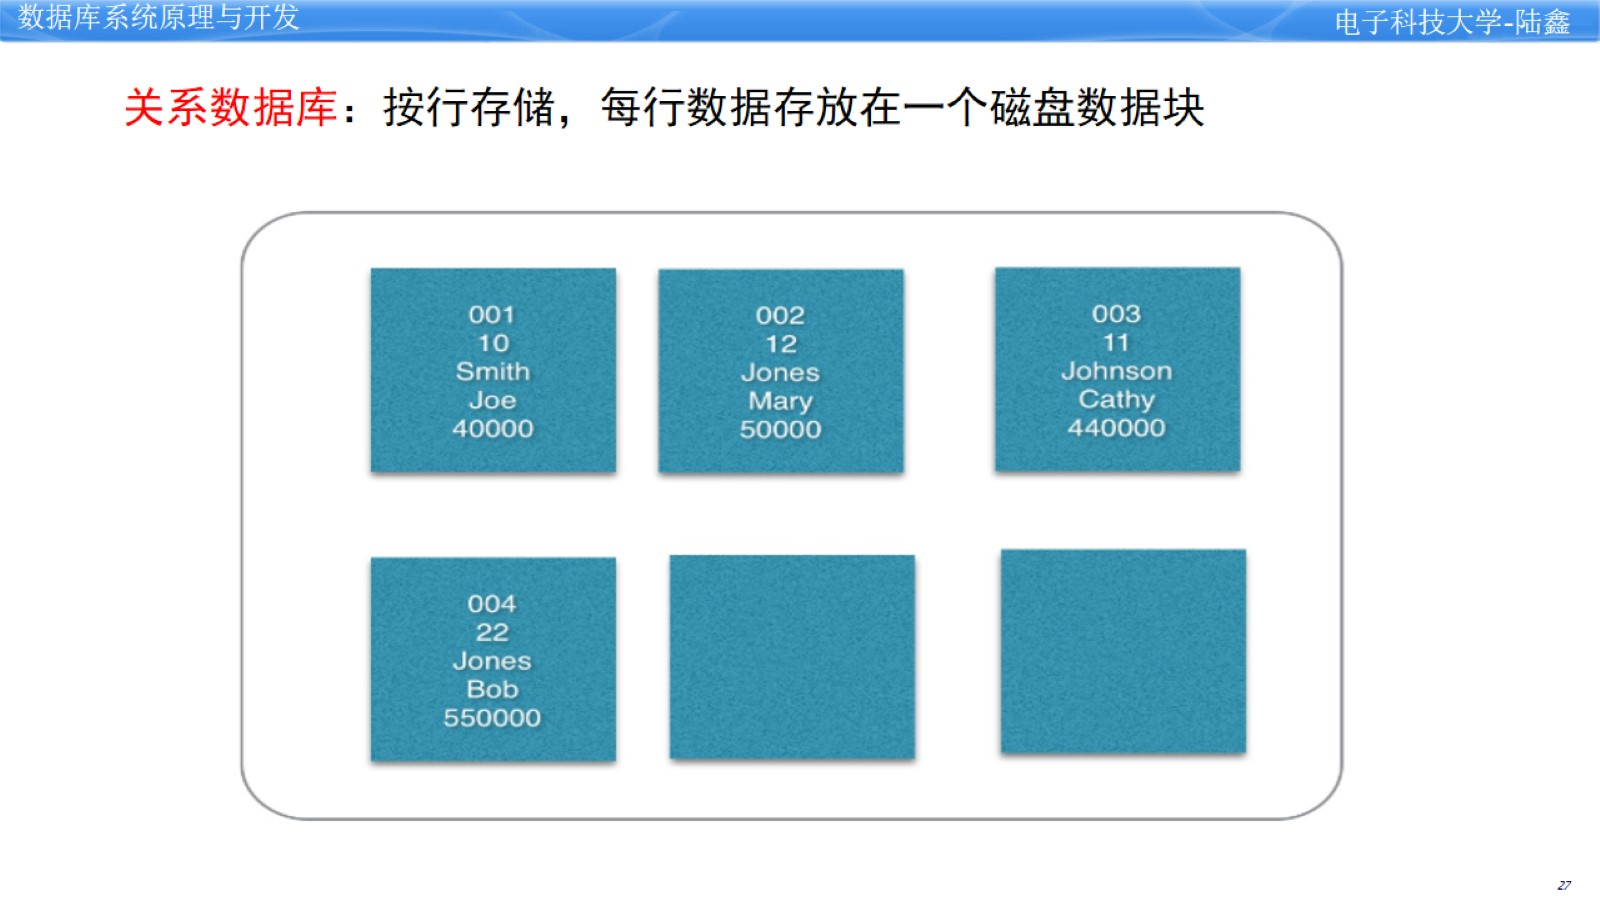 数据库系统原理与开发
电子科技大学-陆鑫
关系数据库：按行存储，每行数据存放在一个磁盘数据块
001
10
Smith
Joe
40000
002
12
Jones
Mary
50000
003
11
Johnson
Cathy
440000
004
22
Jones
Bob
550000
27